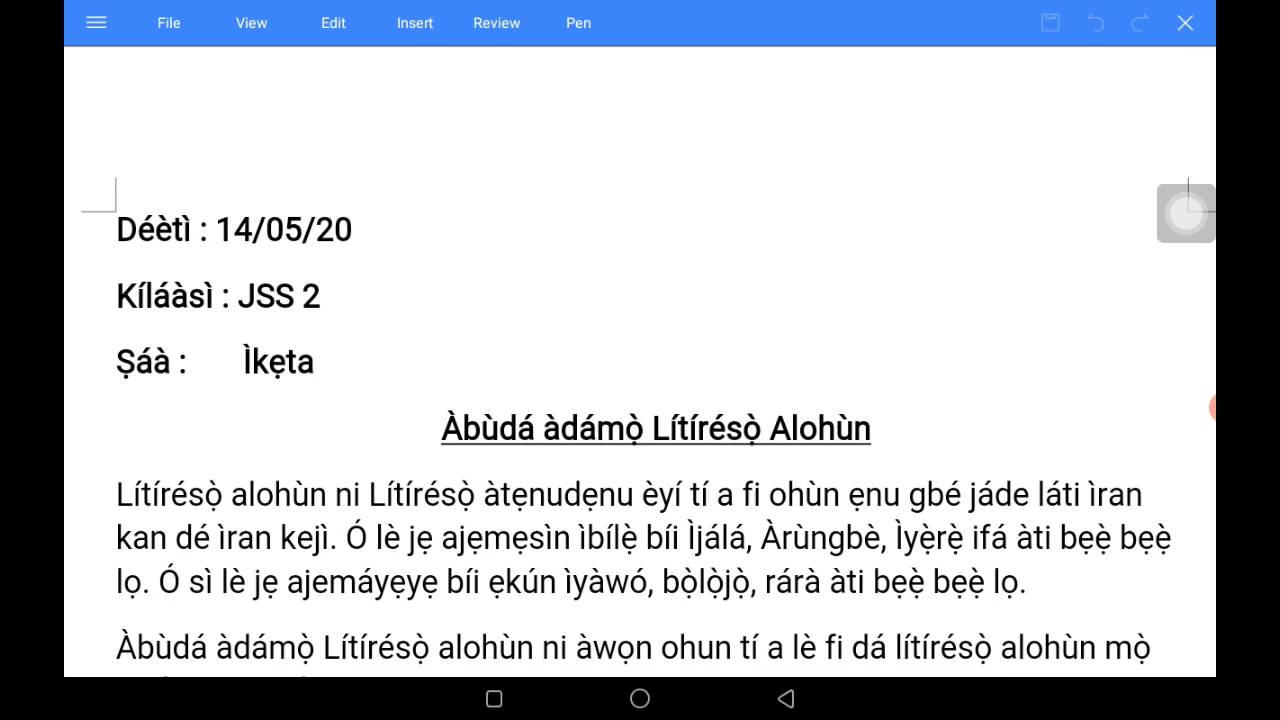 File View Edit Insert Review Pen
Déètì : 14/05/20
Kíláàsì : JSS 2
Ṣáà : Ìkẹta
Àbùdá àdámọ̀ Lítírésọ̀ Alohùn
Lítírésọ̀ alohùn ni Lítírésọ̀ àtẹnudẹnu èyí tí a fi ohùn ẹnu gbé jáde láti ìran
kan dé ìran kejì. Ó lè jẹ ajẹmẹsìn ìbílẹ̀ bíi Ìjálá, Àrùngbè, Ìyẹ̀rẹ̀ ifá àti bẹẹ̀ bẹẹ̀
lọ. Ó sì lè jẹ ajemáyẹyẹ bíi ẹkún ìyàwó, bọ̀lọ̀jọ̀, rárà àti bẹẹ̀ bẹẹ̀ lọ.
Àbùdá àdámọ̀ Lítírésọ̀ alohùn ni àwọn ohun tí a lè fi dá lítírésọ̀ alohùn mọ̀